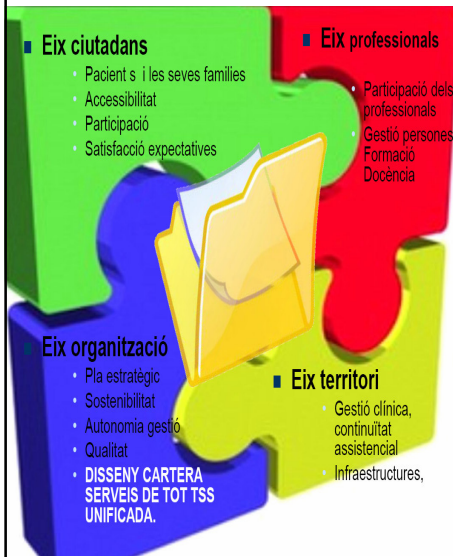 Eix ciutadans
Pacient s i les seves families
Accessibilitat
Participació
Satisfacció expectatives
Eix professionals
Participació dels
professionals
Gestió persones
Formació
Docència
Eix organització
Pla estratègic
Sostenibilitat
Autonomia gestió
Qualitat
DISSENY CARTERA
SERVEIS DE TOT TSS
UNIFICADA.
Eix territori
Gestió clínica,
continuïtat
assistencial
Infraestructures,